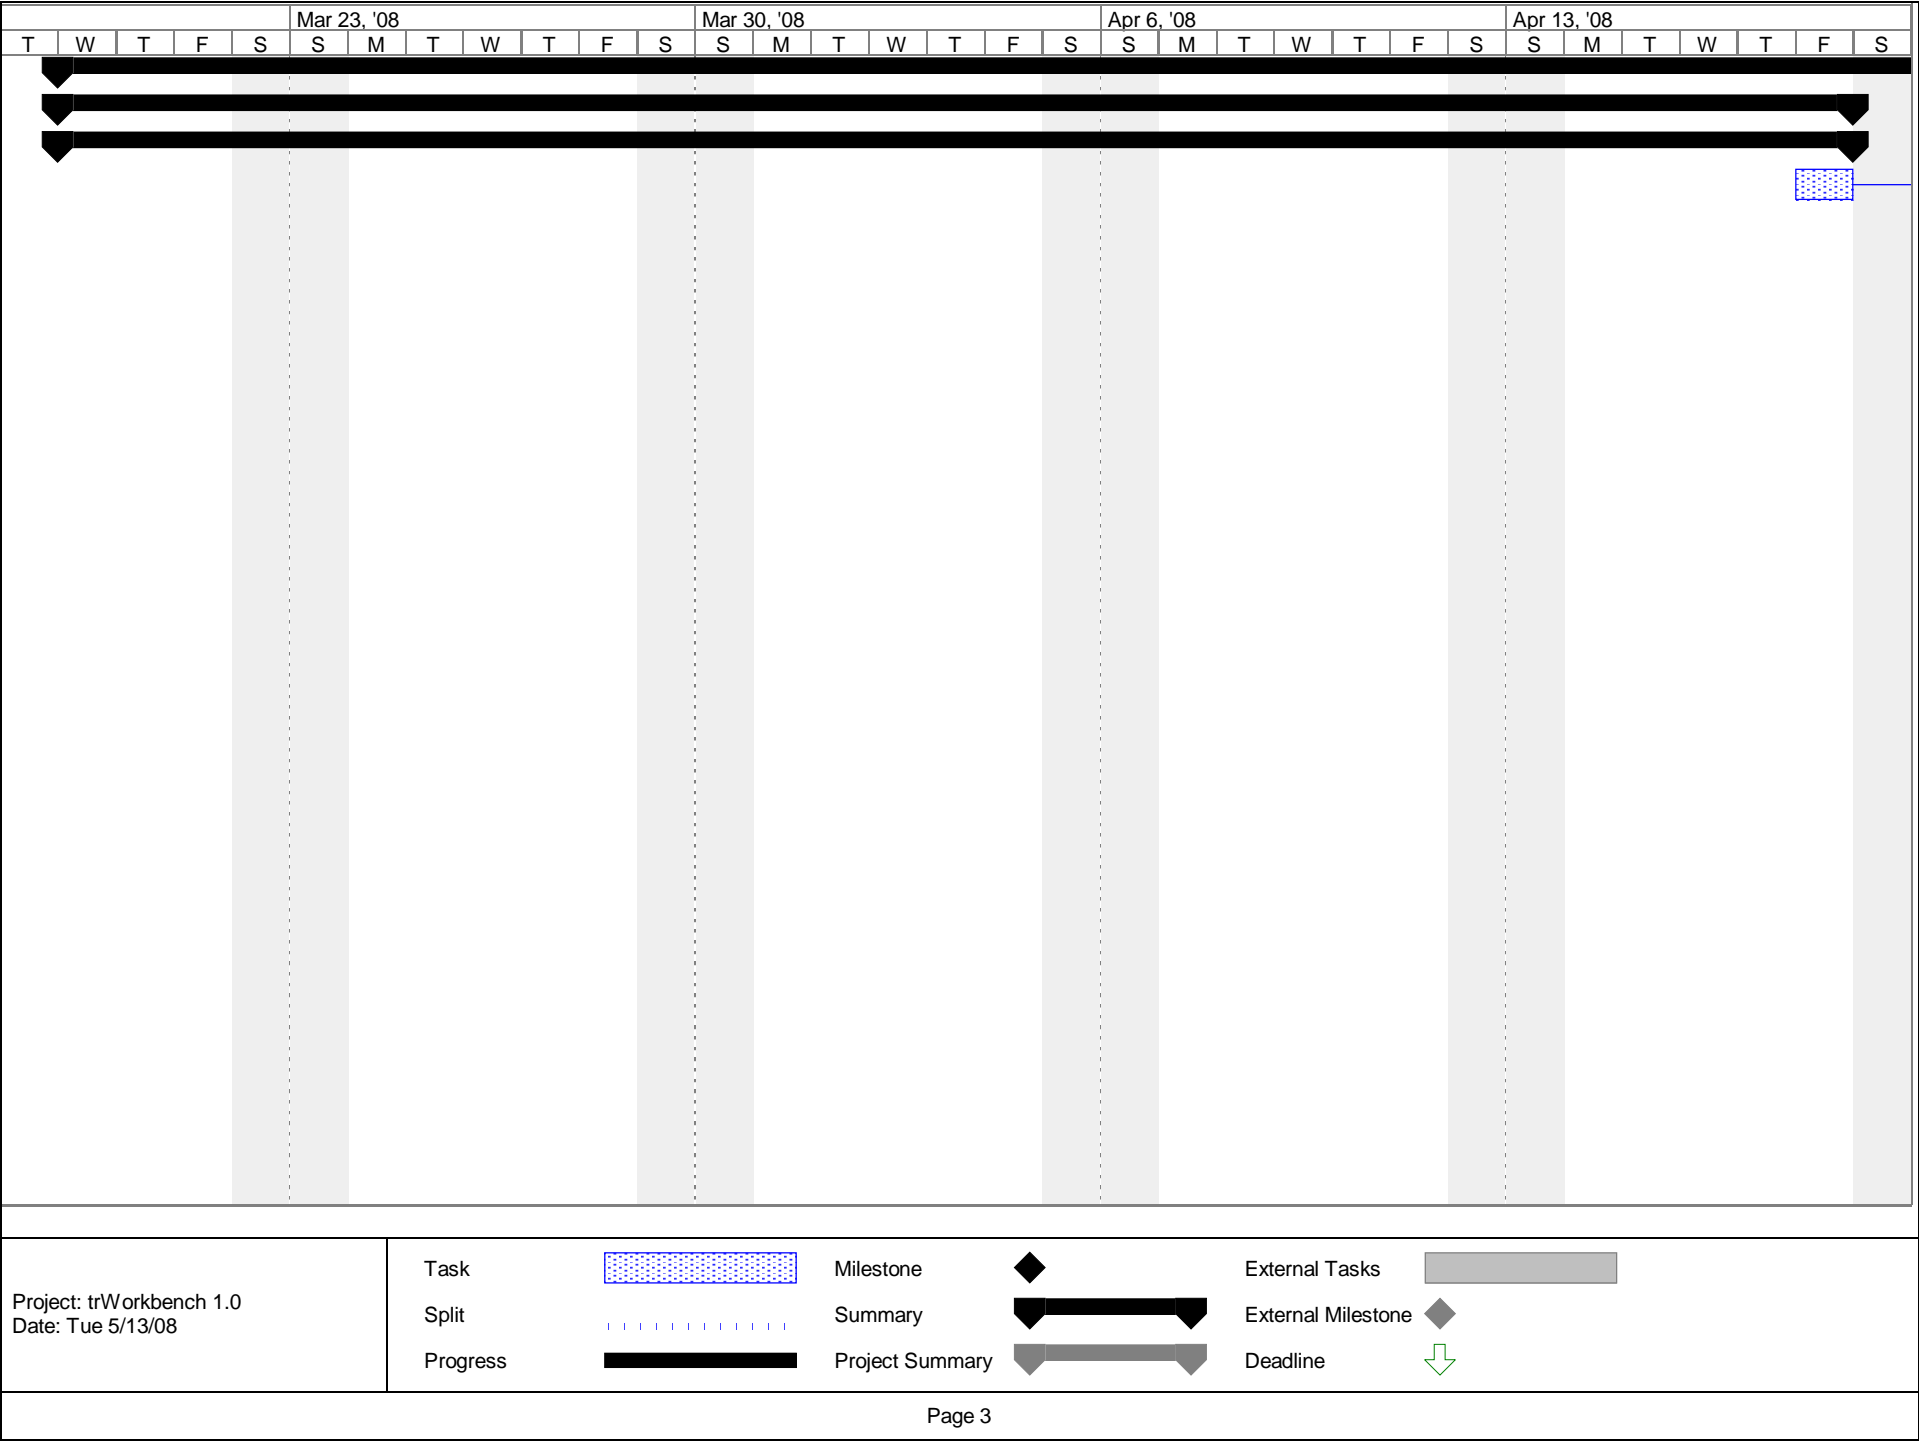 Mar 23, '08 Mar 30, '08 Apr 6, '08 Apr 13, '08
T W T F S S M T W T F S S M T W T F S S M T W T F S S M T W T F S
Project: trWorkbench 1.0
Date: Tue 5/13/08
Task Milestone External Tasks
Split Summary External Milestone
Progress Project Summary Deadline
Page 3